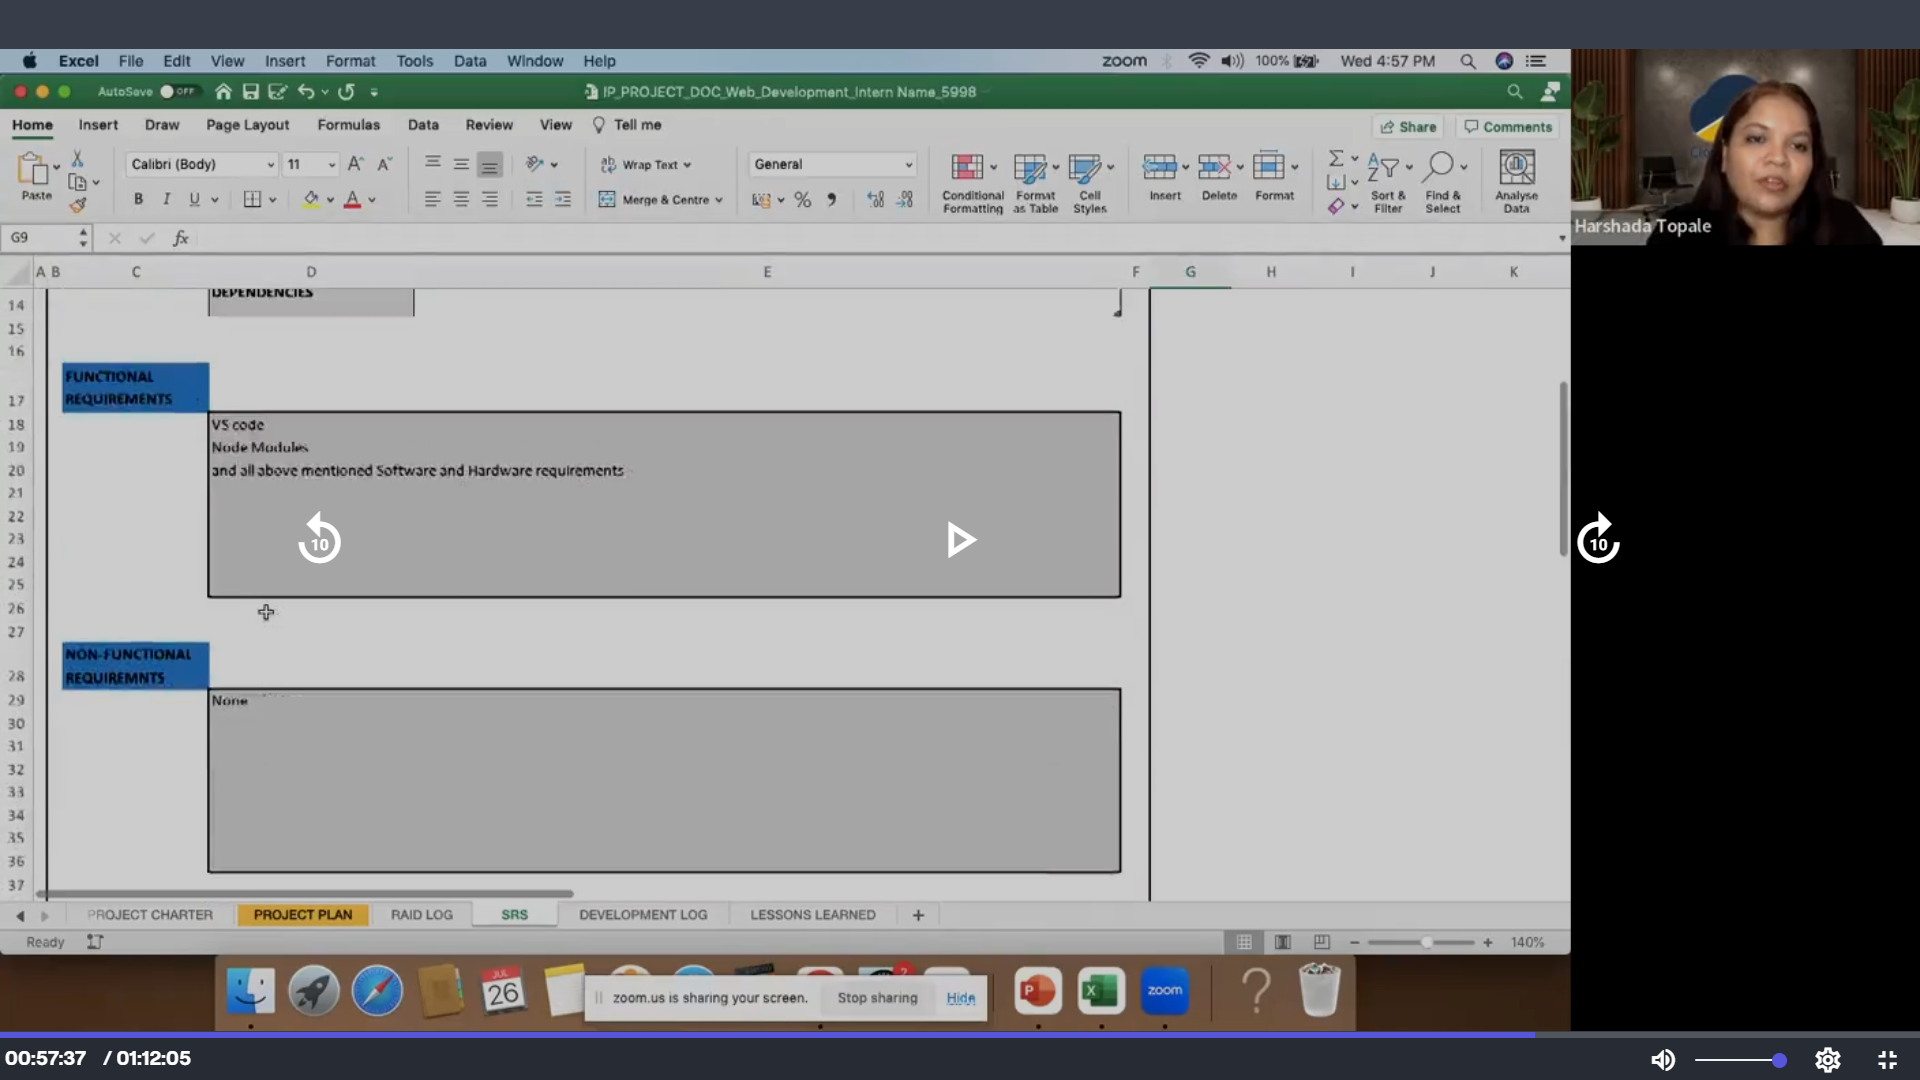 Excel File Edit View Insert Format Tools Data Window Help zoom 100% Wed 4:57 PM
AutoSave OFF IP_PROJECT_DOC_Web_Development_Intern Name_5998
Home Insert Draw Page Layout Formulas Data Review View Tell me Share Comments
Calibri (Body) 11 Wrap Text General
Paste B I U Merge & Centre % Conditional Formatting Format as Table Cell Styles Insert Delete Format Sort & Filter Find & Select Analyse Data
Harshada Topale
G9 fx
A B C D E F G H I J K
DEPENDENCIES
14
15
16
FUNCTIONAL
17 REQUIREMENTS
18 VS code
19 Node Modules
20 and all above mentioned Software and Hardware requirements
21
22
23
24
25
26
27
10
10
NON-FUNCTIONAL
28 REQUIREMNTS
29 None
30
31
32
33
34
35
36
37
PROJECT CHARTER PROJECT PLAN RAID LOG SRS DEVELOPMENT LOG LESSONS LEARNED +
Ready 140%
JUL
26
2
zoom.us is sharing your screen. Stop sharing Hide
P X zoom
00:57:37 / 01:12:05